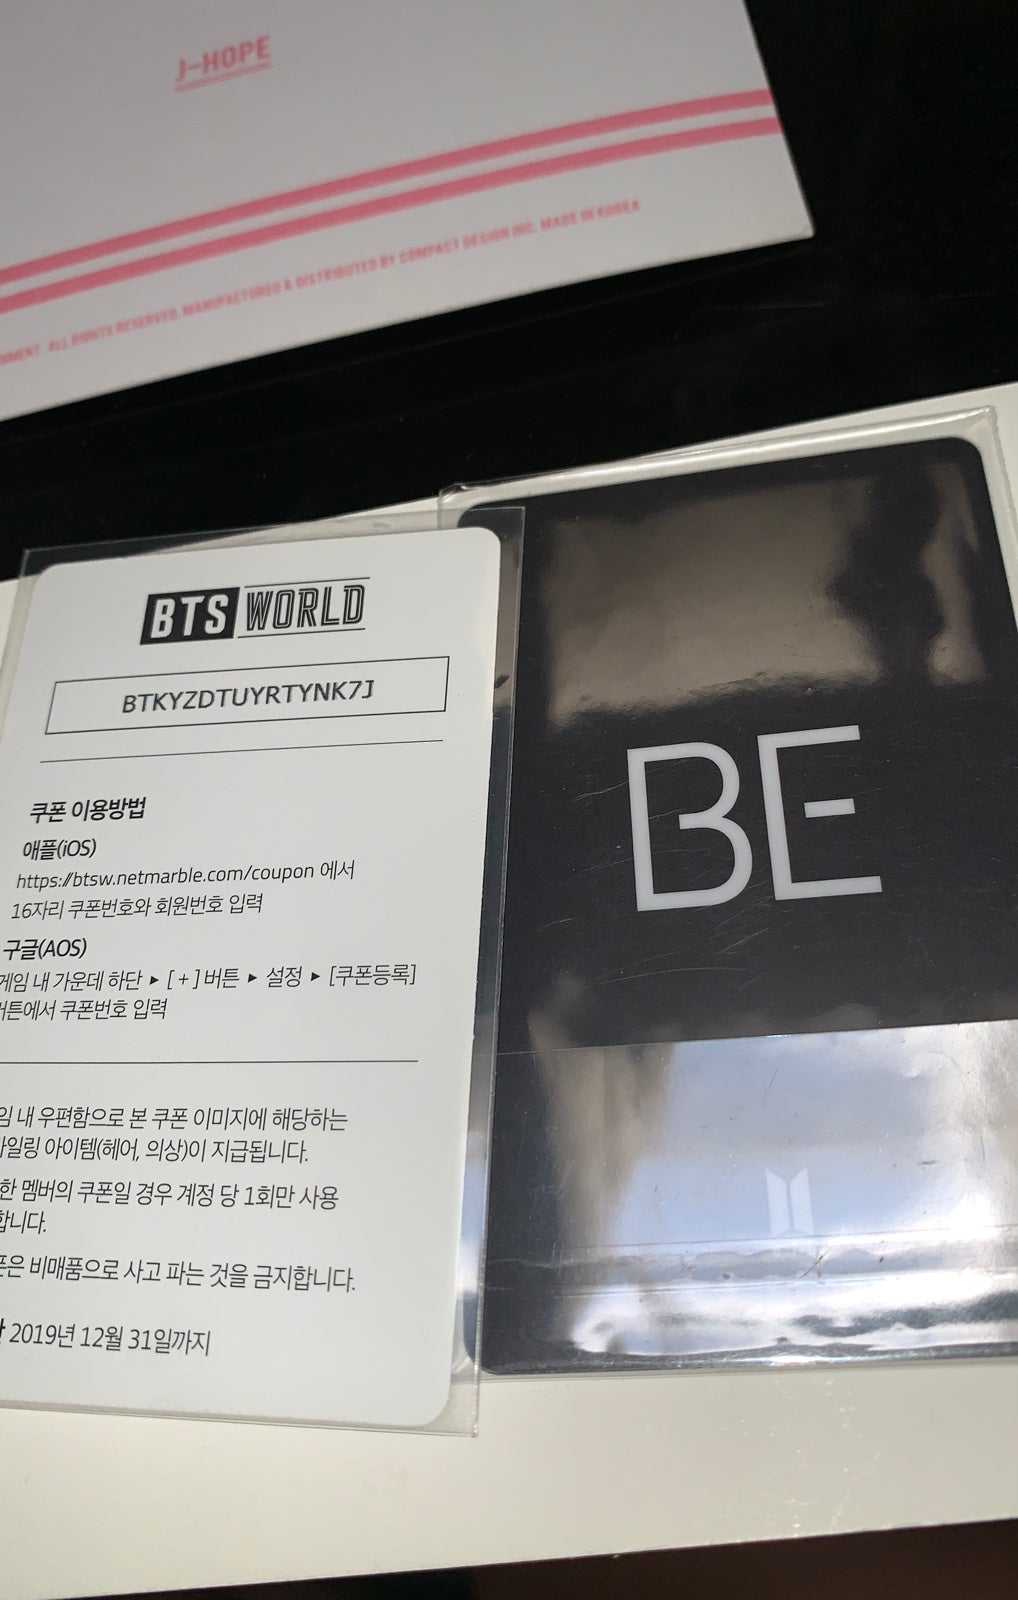 J-HOPE
ALL RIGHTS RESERVED. MANUFACTURED & DISTRIBUTED BY COMPACT DESIGN INC. MADE IN KOREA
BTS WORLD
BTKYZDTUYRTYNK7J
쿠폰 이용방법
애플(iOS)
https://btsw.netmarble.com/coupon 에서
16자리 쿠폰번호와 회원번호 입력
구글(AOS)
게임 내 가운데 하단 ▶ [ + ] 버튼 ▶ 설정 ▶ [쿠폰등록]
버튼에서 쿠폰번호 입력
내 우편함으로 본 쿠폰 이미지에 해당하는
아이템(헤어, 의상)이 지급됩니다.
한 멤버의 쿠폰일 경우 계정 당 1회만 사용
합니다.
비매품으로 사고 파는 것을 금지합니다.
2019년 12월 31일까지
BE